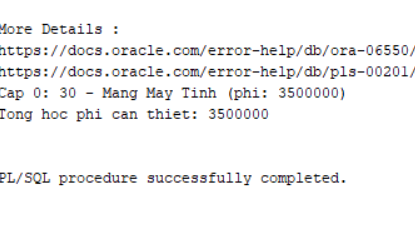 More Details :
https://docs.oracle.com/error-help/db/ora-06550/
https://docs.oracle.com/error-help/db/pls-00201/
Cap 0: 30 - Mang May Tinh (phi: 3500000)
Tong hoc phi can thiet: 3500000
PL/SQL procedure successfully completed.